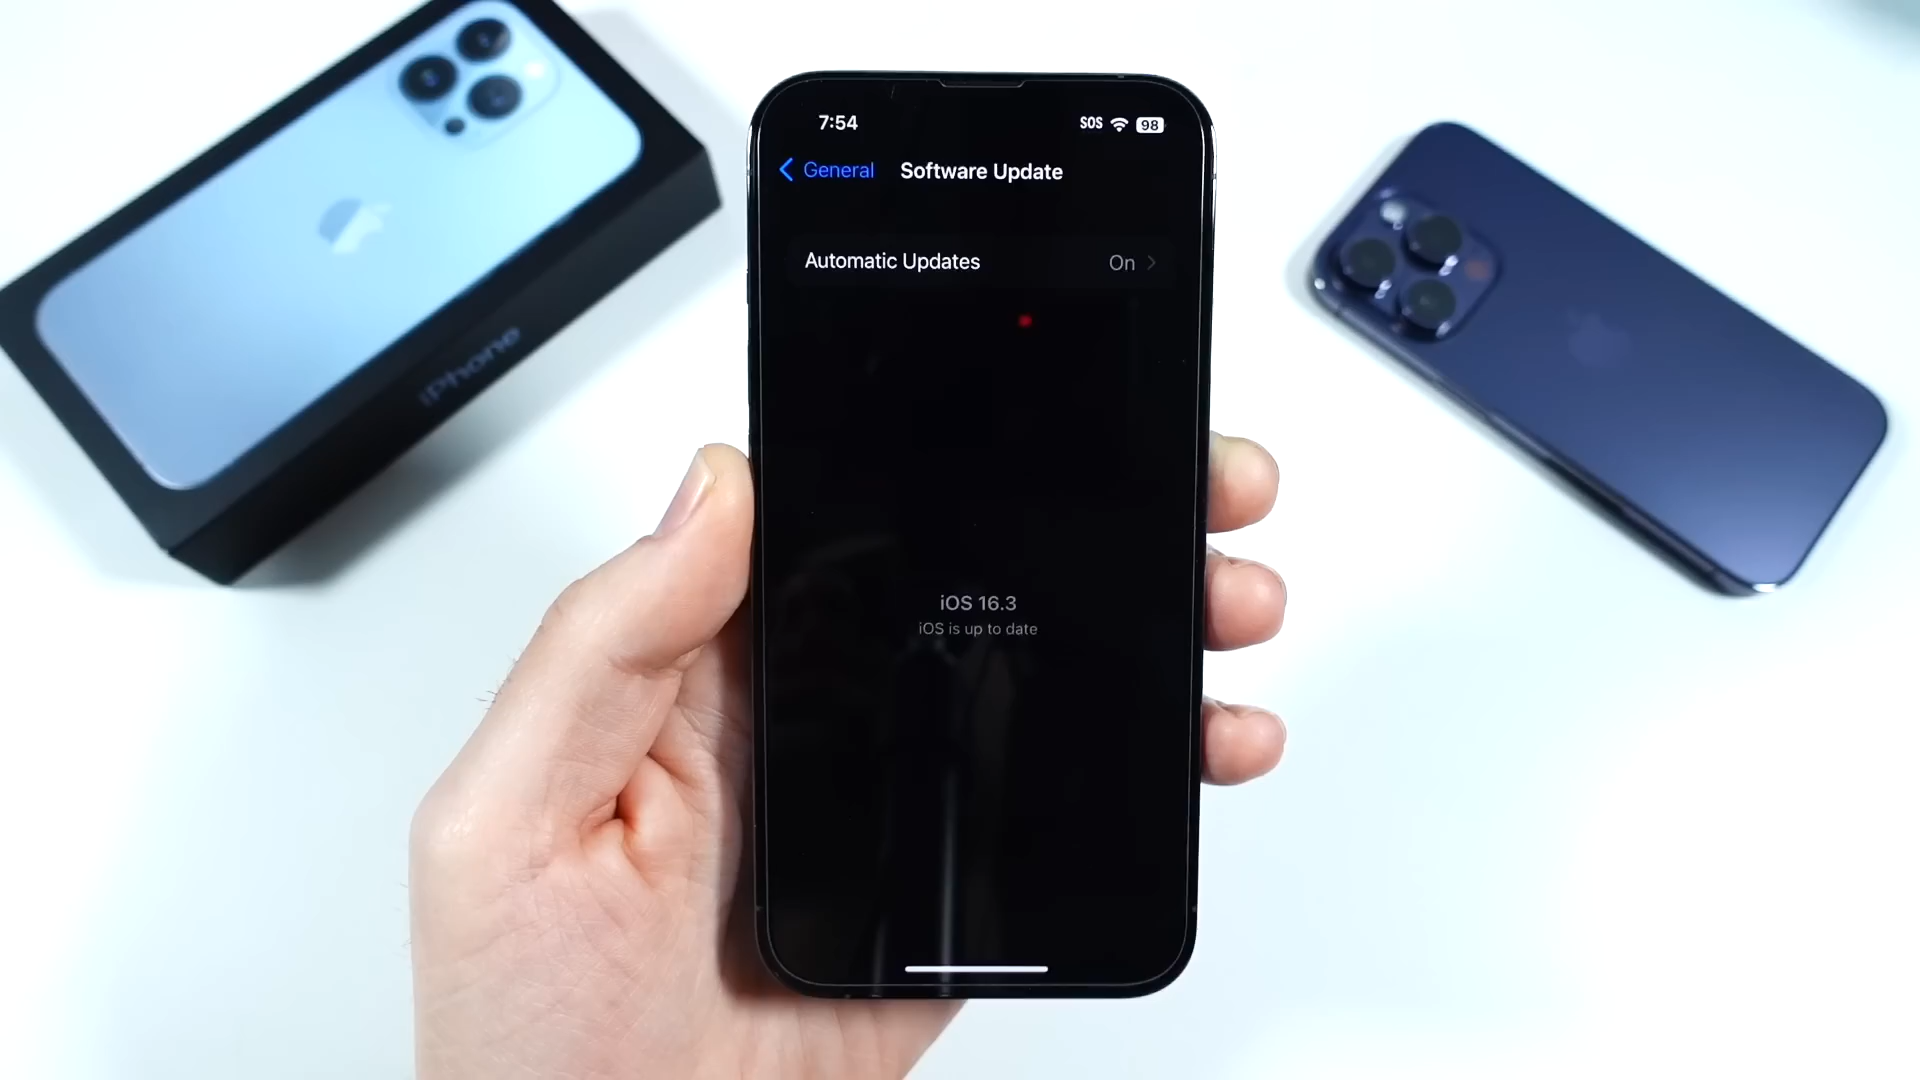 7:54
SOS
98
General
Software Update
Automatic Updates
On
iPhone
iOS 16.3
iOS is up to date